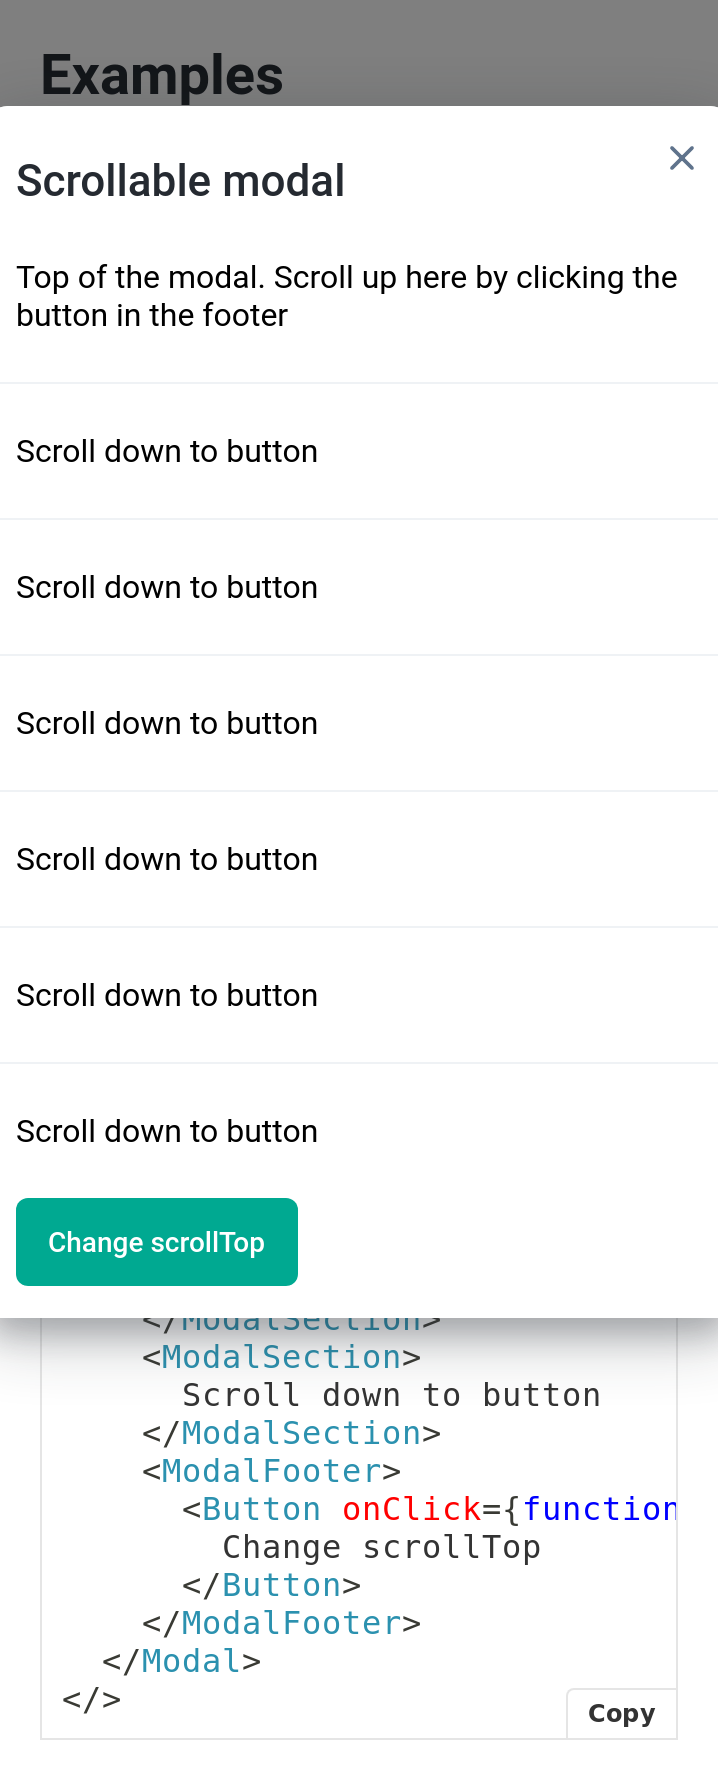 Examples
Scrollable modal
Top of the modal. Scroll up here by clicking the
button in the footer
Scroll down to button
Scroll down to button
Scroll down to button
Scroll down to button
Scroll down to button
Scroll down to button
Change scrollTop
</ModalSection>
<ModalSection>
Scroll down to button
</ModalSection>
<ModalFooter>
<Button onClick={function
Change scrollTop
</Button>
</ModalFooter>
</Modal>
</>
Copy